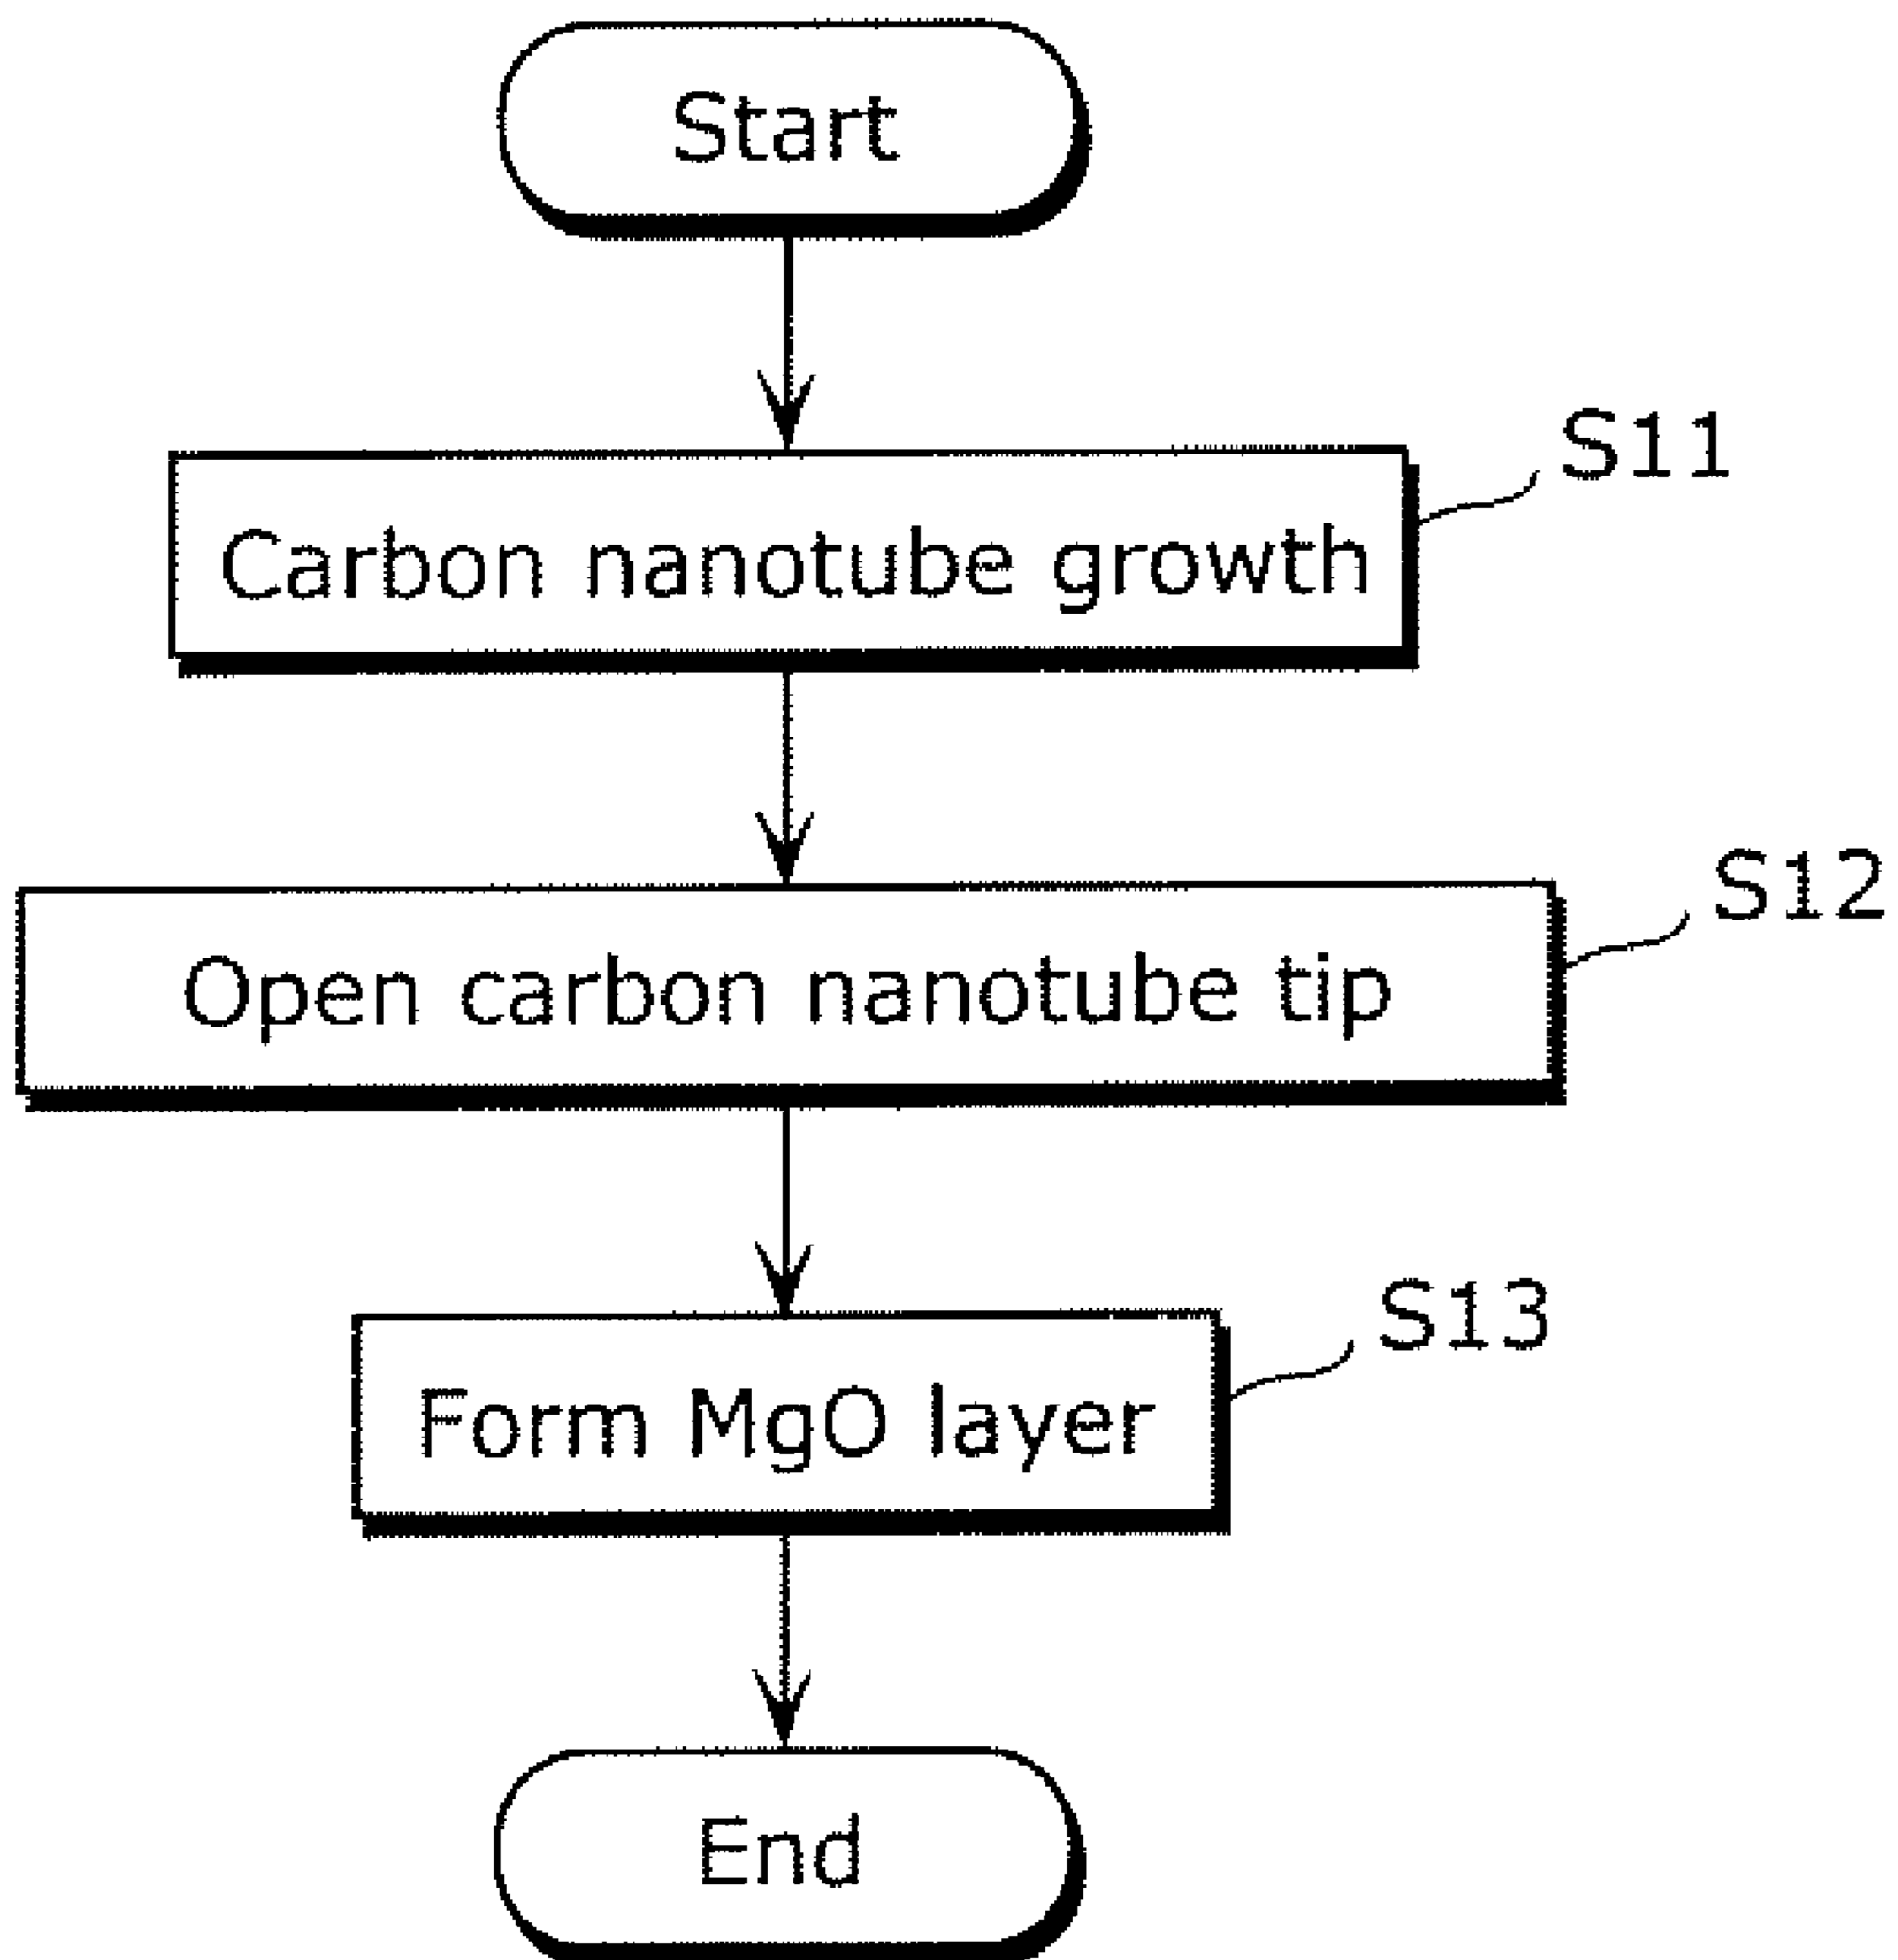 Start
S11
Carbon nanotube growth
S12
Open carbon nanotube tip
S13
Form MgO layer
End